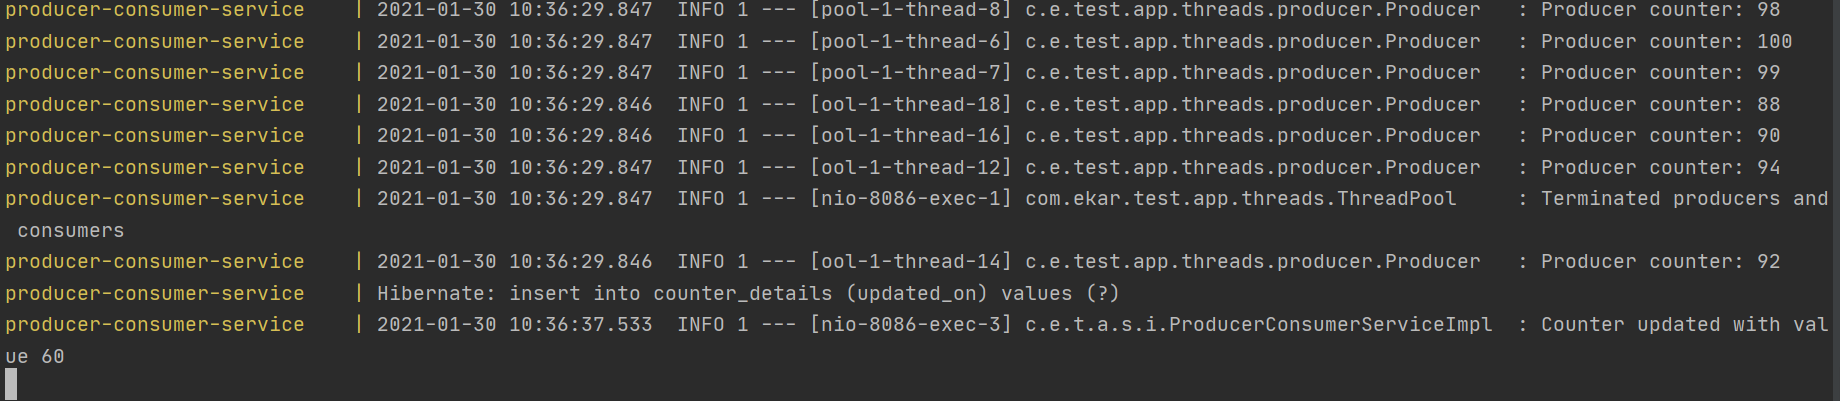 producer-consumer-service    | 2021-01-30 10:36:29.847  INFO 1 --- [pool-1-thread-8] c.e.test.app.threads.producer.Producer   : Producer counter: 98
producer-consumer-service    | 2021-01-30 10:36:29.847  INFO 1 --- [pool-1-thread-6] c.e.test.app.threads.producer.Producer   : Producer counter: 100
producer-consumer-service    | 2021-01-30 10:36:29.847  INFO 1 --- [pool-1-thread-7] c.e.test.app.threads.producer.Producer   : Producer counter: 99
producer-consumer-service    | 2021-01-30 10:36:29.846  INFO 1 --- [ool-1-thread-18] c.e.test.app.threads.producer.Producer   : Producer counter: 88
producer-consumer-service    | 2021-01-30 10:36:29.846  INFO 1 --- [ool-1-thread-16] c.e.test.app.threads.producer.Producer   : Producer counter: 90
producer-consumer-service    | 2021-01-30 10:36:29.847  INFO 1 --- [ool-1-thread-12] c.e.test.app.threads.producer.Producer   : Producer counter: 94
producer-consumer-service    | 2021-01-30 10:36:29.847  INFO 1 --- [nio-8086-exec-1] com.ekar.test.app.threads.ThreadPool     : Terminated producers and
 consumers
producer-consumer-service    | 2021-01-30 10:36:29.846  INFO 1 --- [ool-1-thread-14] c.e.test.app.threads.producer.Producer   : Producer counter: 92
producer-consumer-service    | Hibernate: insert into counter_details (updated_on) values (?)
producer-consumer-service    | 2021-01-30 10:36:37.533  INFO 1 --- [nio-8086-exec-3] c.e.t.a.s.i.ProducerConsumerServiceImpl  : Counter updated with val
ue 60